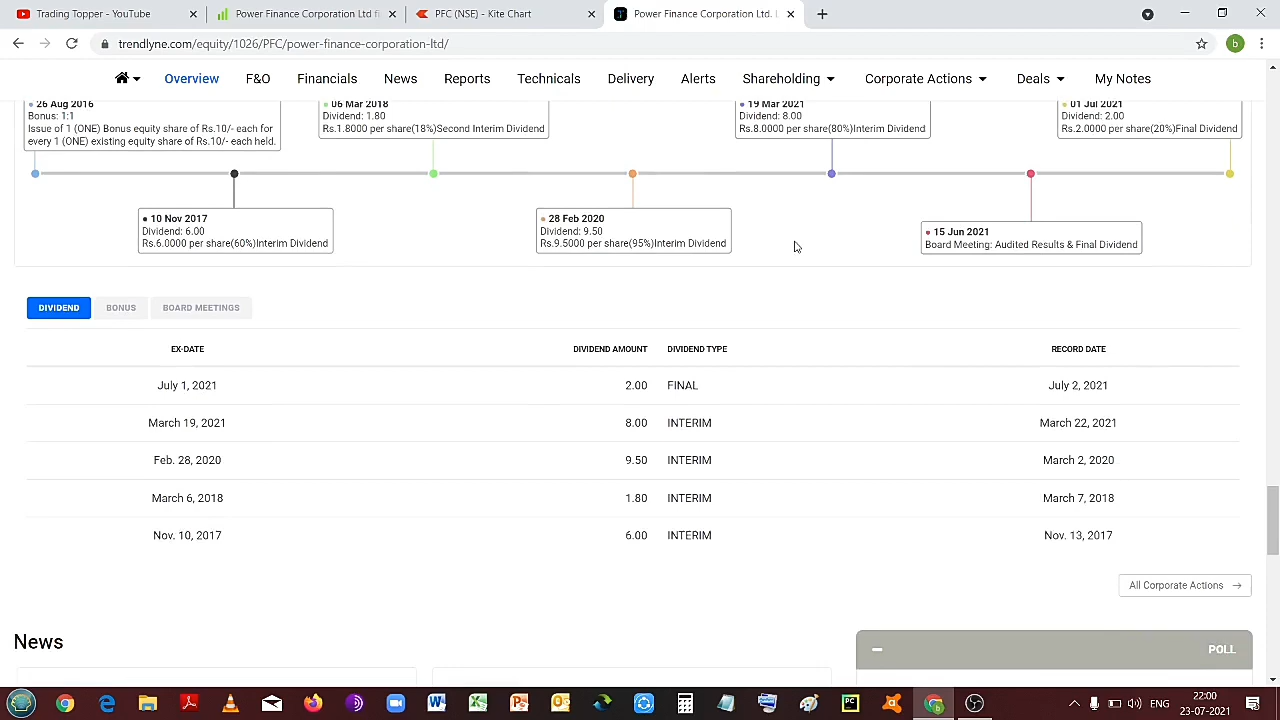 Trading Topper - YouTube
Power Finance Corporation Ltd fi
PFC (NSE) - Kite Chart
Power Finance Corporation Ltd. L
trendlyne.com/equity/1026/PFC/power-finance-corporation-ltd/
b
Overview F&O Financials News Reports Technicals Delivery Alerts Shareholding Corporate Actions Deals My Notes
26 Aug 2016
Bonus: 1:1
Issue of 1 (ONE) Bonus equity share of Rs.10/- each for
every 1 (ONE) existing equity share of Rs.10/- each held.
06 Mar 2018
Dividend: 1.80
Rs.1.8000 per share(18%)Second Interim Dividend
19 Mar 2021
Dividend: 8.00
Rs.8.0000 per share(80%)Interim Dividend
01 Jul 2021
Dividend: 2.00
Rs.2.0000 per share(20%)Final Dividend
10 Nov 2017
Dividend: 6.00
Rs.6.0000 per share(60%)Interim Dividend
28 Feb 2020
Dividend: 9.50
Rs.9.5000 per share(95%)Interim Dividend
15 Jun 2021
Board Meeting: Audited Results & Final Dividend
DIVIDEND BONUS BOARD MEETINGS
EX-DATE DIVIDEND AMOUNT DIVIDEND TYPE RECORD DATE
July 1, 2021 2.00 FINAL July 2, 2021
March 19, 2021 8.00 INTERIM March 22, 2021
Feb. 28, 2020 9.50 INTERIM March 2, 2020
March 6, 2018 1.80 INTERIM March 7, 2018
Nov. 10, 2017 6.00 INTERIM Nov. 13, 2017
All Corporate Actions
News
POLL
ENG
22:00
23-07-2021